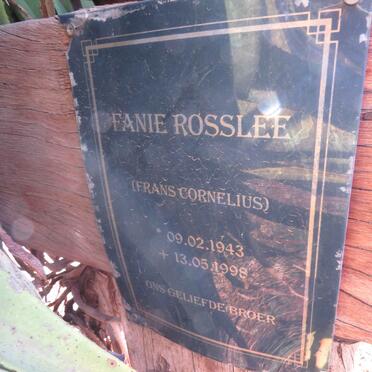 FANIE ROSSLEE
(FRANS CORNELIUS)
* 09.02.1943
+ 13.05.1998
ONS GELIEFDE BROER